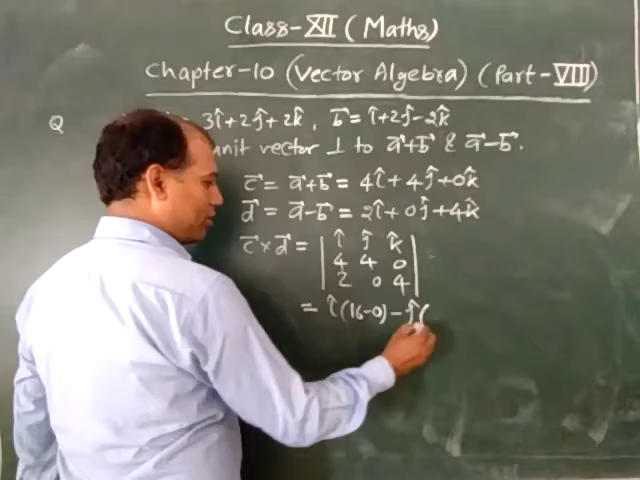 Class-XII (Maths)
Chapter-10 (Vector Algebra) (Part-VIII)
Q 3î+2ĵ+2k̂, b⃗ = î+2ĵ-2k̂
unit vector ⊥ to a⃗+b⃗ & a⃗-b⃗.
c⃗ = a⃗+b⃗ = 4î+4ĵ+0k̂
d⃗ = a⃗-b⃗ = 2î+0ĵ+4k̂
c⃗×d⃗ = | î ĵ k̂ |
| 4 4 0 |
| 2 0 4 |
= î(16-0)-ĵ(